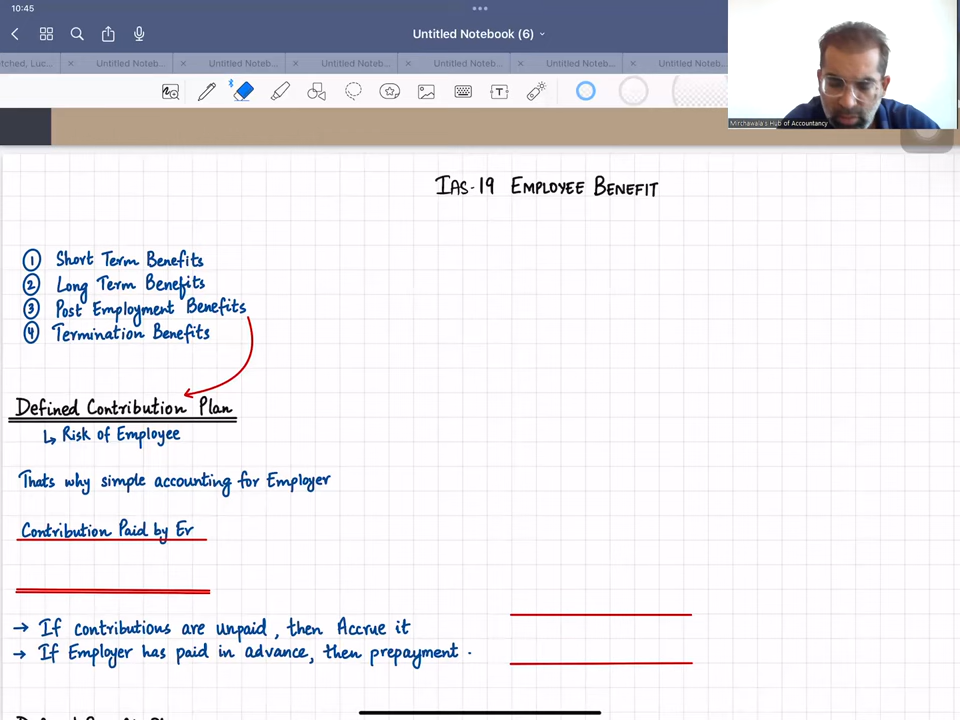 10:45
Untitled Notebook (6)
etched, Luc...
Untitled Noteb...
Untitled Noteb...
Untitled Noteb...
Untitled Noteb...
Untitled Noteb...
Untitled Noteb...
Mirchawala's Hub of Accountancy
IAS-19 EMPLOYEE BENEFIT
① Short Term Benefits
② Long Term Benefits
③ Post Employment Benefits
④ Termination Benefits
Defined Contribution Plan
↳ Risk of Employee
Thats why simple accounting for Employer
Contribution Paid by Er
→ If contributions are unpaid, then Accrue it
→ If Employer has paid in advance, then prepayment.